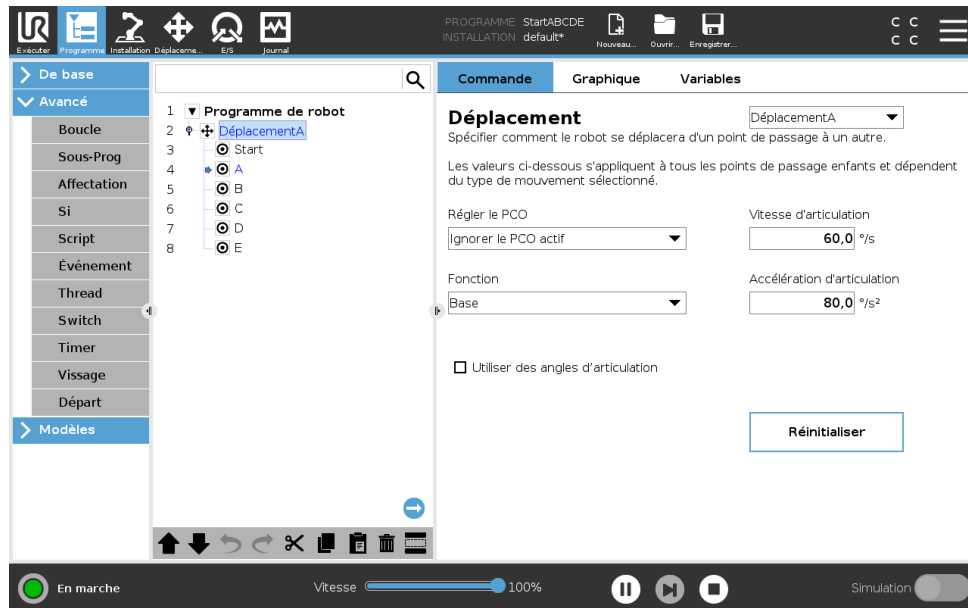 UR
Exécuter
Programme
Installation
Déplaceme...
E/S
Journal
PROGRAMME StartABCDE
INSTALLATION default*
Nouveau...
Ouvrir...
Enregistrer...
C C
C C
De base
Avancé
Boucle
Sous-Prog
Affectation
Si
Script
Événement
Thread
Switch
Timer
Vissage
Départ
Modèles
1 Programme de robot
2 DéplacementA
3 Start
4 A
5 B
6 C
7 D
8 E
Commande Graphique Variables
Déplacement
DéplacementA
Spécifier comment le robot se déplacera d'un point de passage à un autre.
Les valeurs ci-dessous s'appliquent à tous les points de passage enfants et dépendent
du type de mouvement sélectionné.
Régler le PCO
Vitesse d'articulation
Ignorer le PCO actif
60,0 °/s
Fonction
Accélération d'articulation
Base
80,0 °/s²
Utiliser des angles d'articulation
Réinitialiser
En marche
Vitesse
100%
Simulation